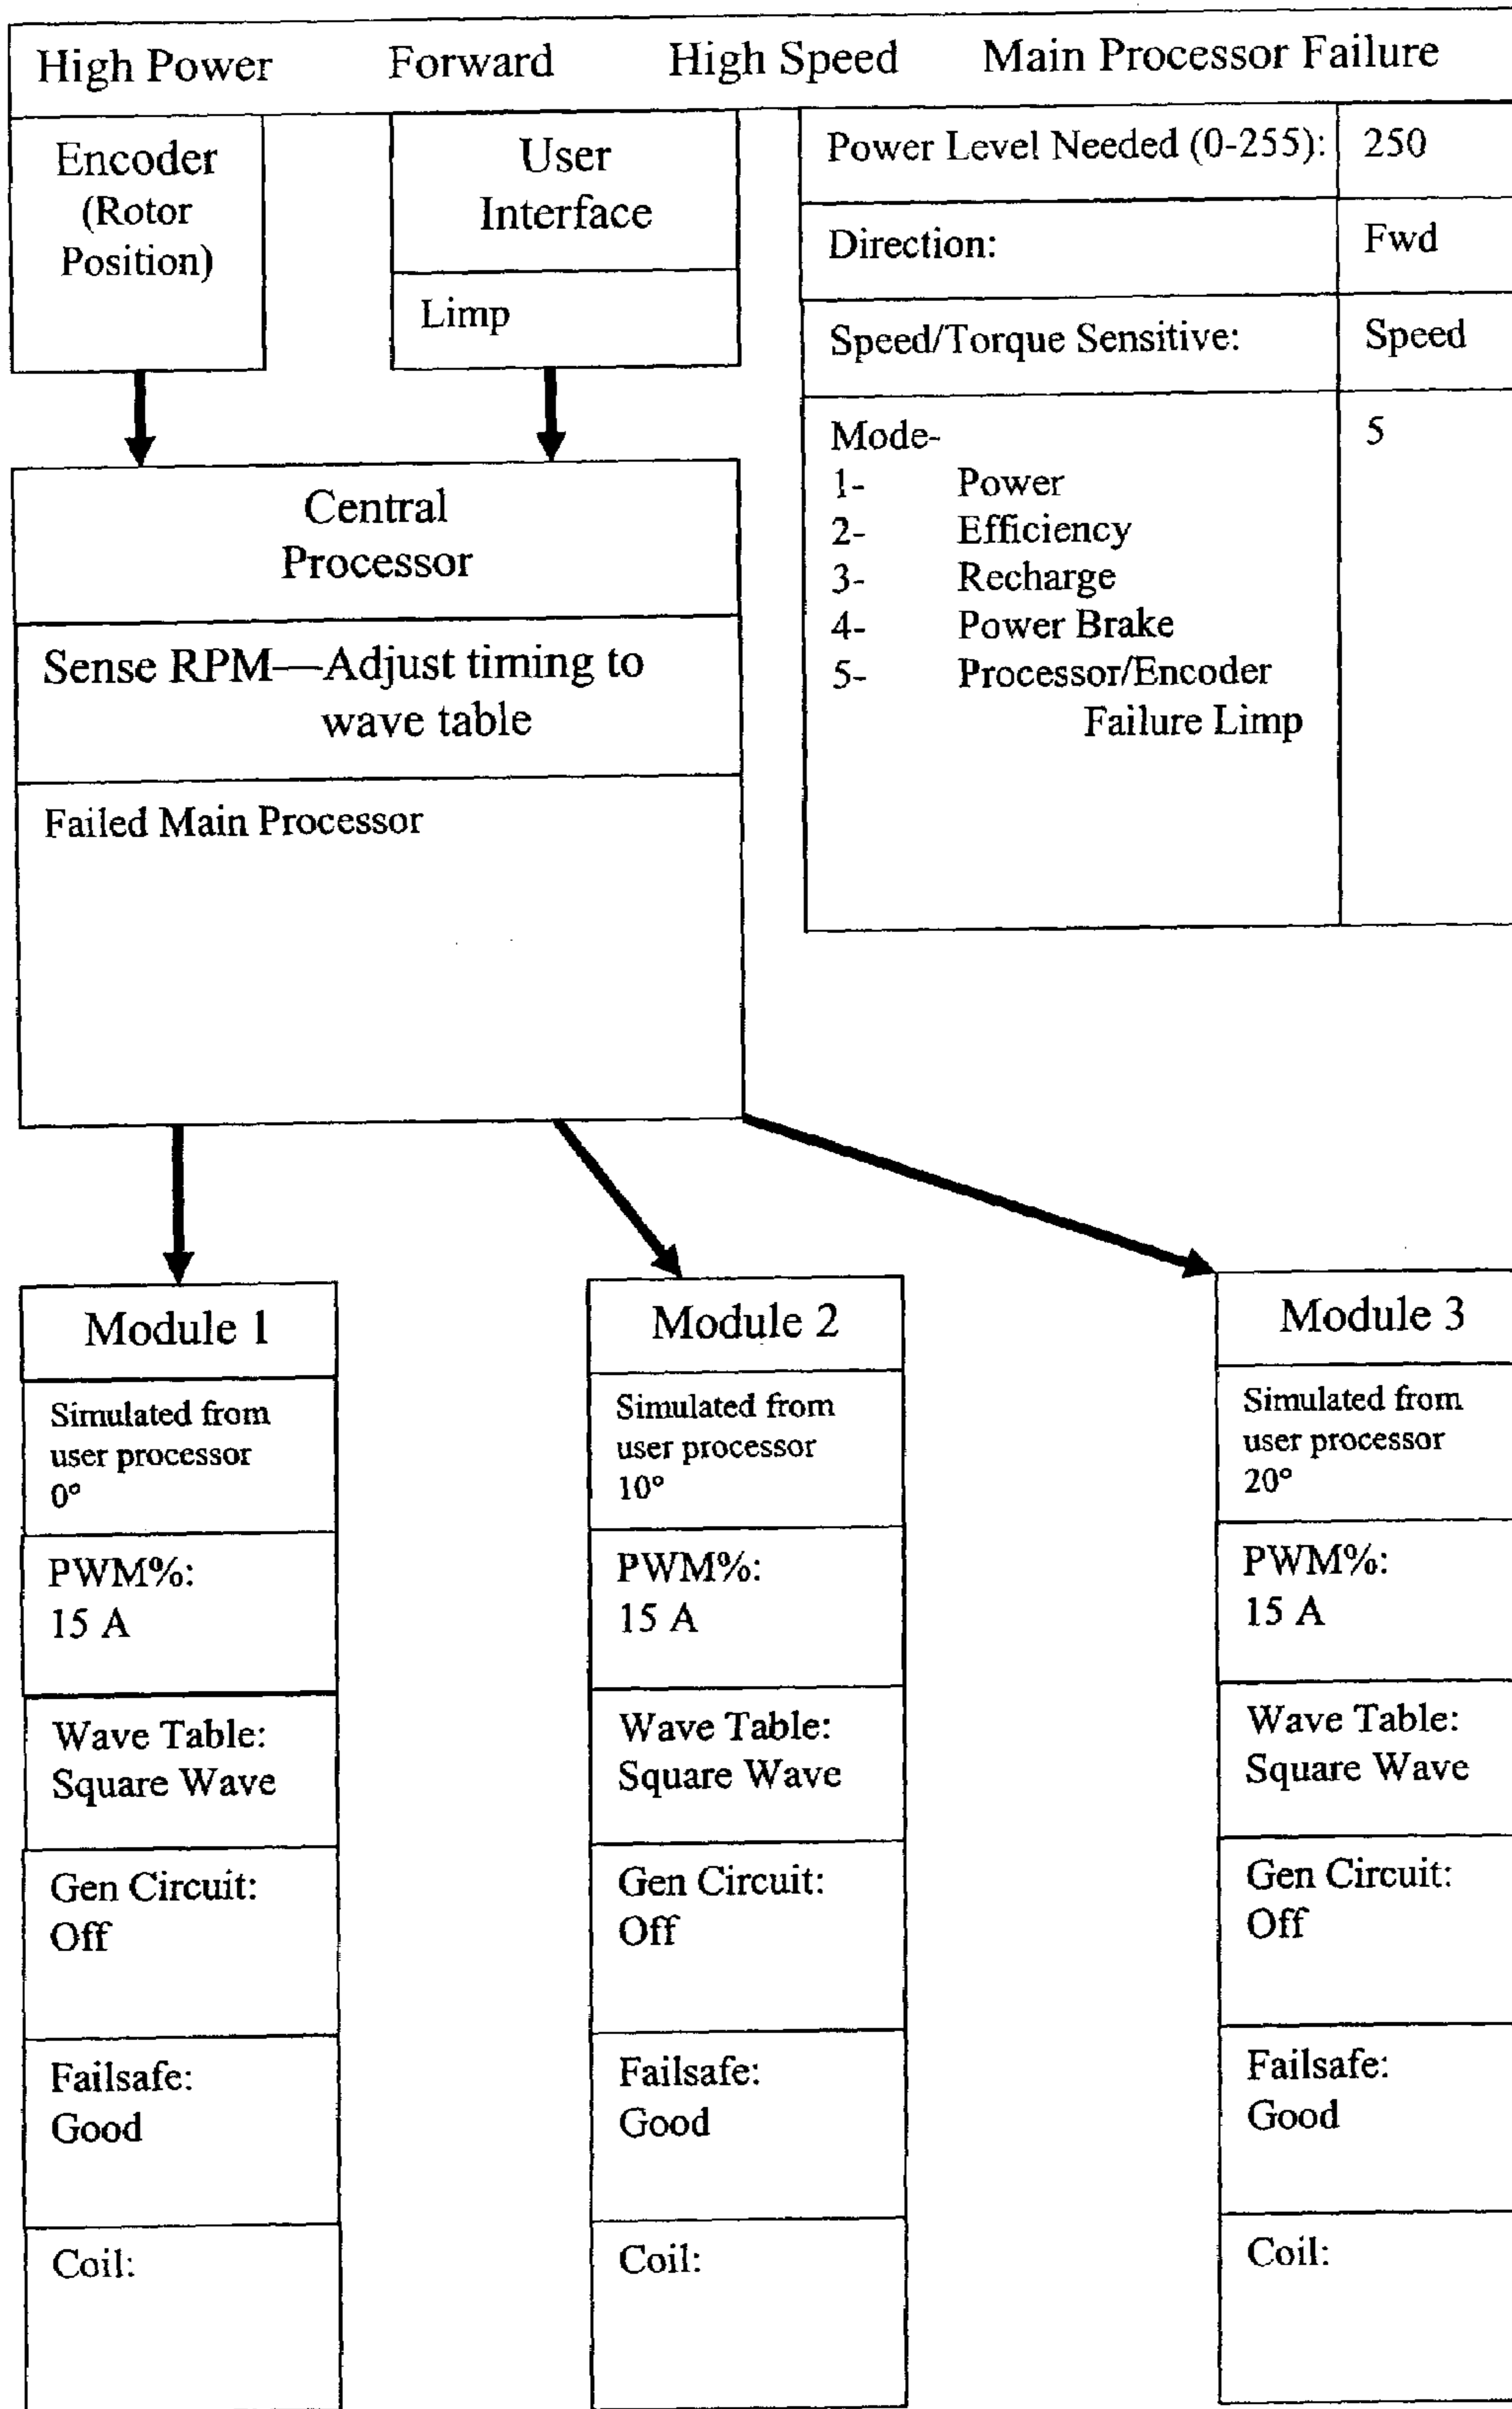 High Power Forward High Speed Main Processor Failure
Encoder
(Rotor
Position)
User
Interface
Limp
Power Level Needed (0-255): 250
Direction: Fwd
Speed/Torque Sensitive: Speed
Mode- 5
1- Power
2- Efficiency
3- Recharge
4- Power Brake
5- Processor/Encoder
Failure Limp
Central
Processor
Sense RPM—Adjust timing to
wave table
Failed Main Processor
Module 1
Simulated from
user processor
0°
PWM%:
15 A
Wave Table:
Square Wave
Gen Circuit:
Off
Failsafe:
Good
Coil:
Module 2
Simulated from
user processor
10°
PWM%:
15 A
Wave Table:
Square Wave
Gen Circuit:
Off
Failsafe:
Good
Coil:
Module 3
Simulated from
user processor
20°
PWM%:
15 A
Wave Table:
Square Wave
Gen Circuit:
Off
Failsafe:
Good
Coil: